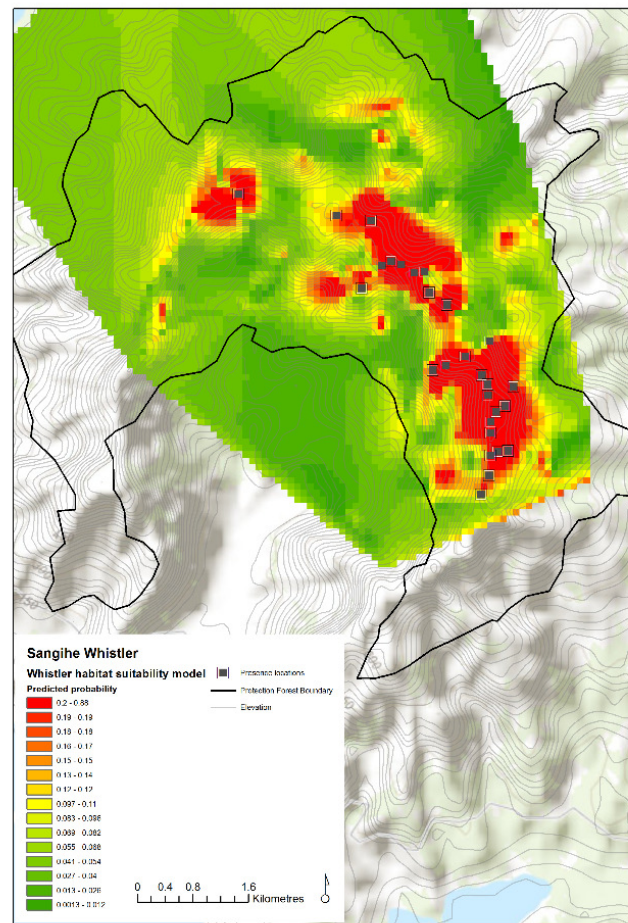 Sangihe Whistler
Whistler habitat suitability model
Presence locations
Predicted probability
Protection Forest Boundary
Elevation
0.2 - 0.88
0.19 - 0.19
0.18 - 0.18
0.16 - 0.17
0.15 - 0.15
0.13 - 0.14
0.12 - 0.12
0.097 - 0.11
0.083 - 0.096
0.069 - 0.082
0.055 - 0.068
0.041 - 0.054
0.027 - 0.04
0.013 - 0.026
0.0013 - 0.012
0 0.4 0.8 1.6
Kilometres